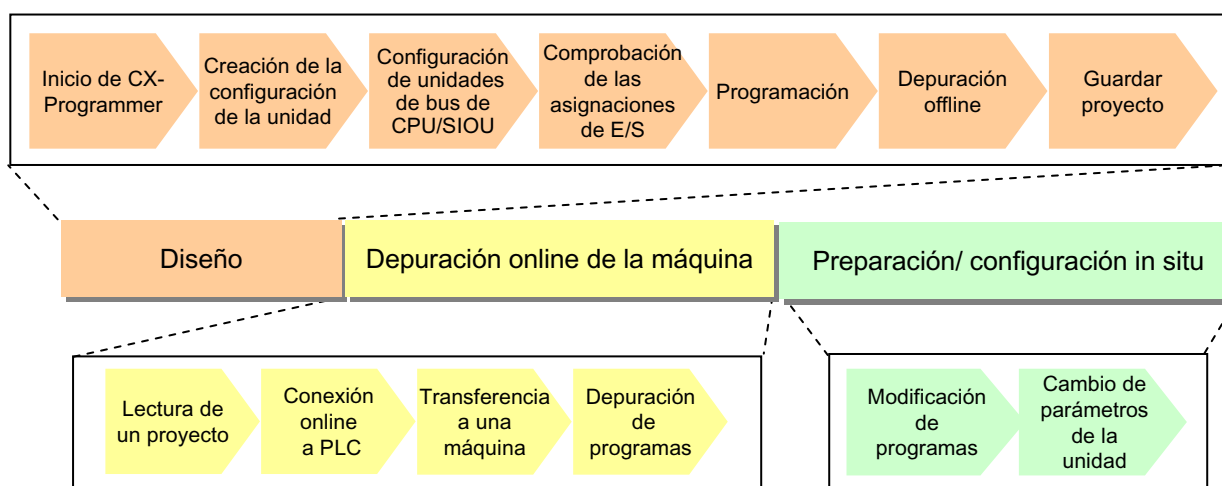 Inicio de CX-
Programmer
Creación de la
configuración
de la unidad
Configuración
de unidades
de bus de
CPU/SIOU
Comprobación
de las
asignaciones
de E/S
Programación
Depuración
offline
Guardar
proyecto
Diseño
Depuración online de la máquina
Preparación/ configuración in situ
Lectura de
un proyecto
Conexión
online
a PLC
Transferencia
a una
máquina
Depuración
de
programas
Modificación
de
programas
Cambio de
parámetros
de la
unidad